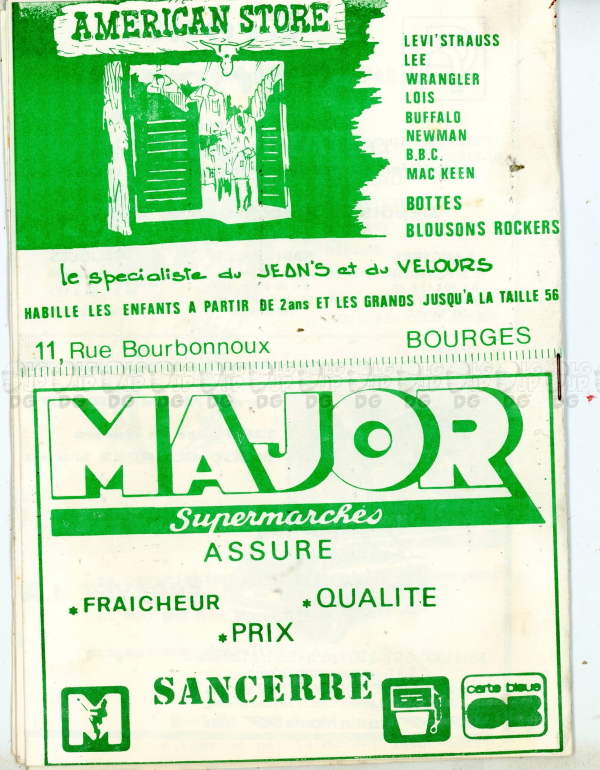 AMERICAN STORE
LEVI'STRAUSS
LEE
WRANGLER
LOIS
BUFFALO
NEWMAN
B.B.C.
MAC KEEN
BOTTES
BLOUSONS ROCKERS
le specialiste du JEAN'S et du VELOURS
HABILLE LES ENFANTS A PARTIR DE 2ans ET LES GRANDS JUSQU'A LA TAILLE 56
11, Rue Bourbonnoux BOURGES
MAJOR
Supermarchés
ASSURE
*FRAICHEUR *QUALITE
*PRIX
SANCERRE
M
carte bleue
CB